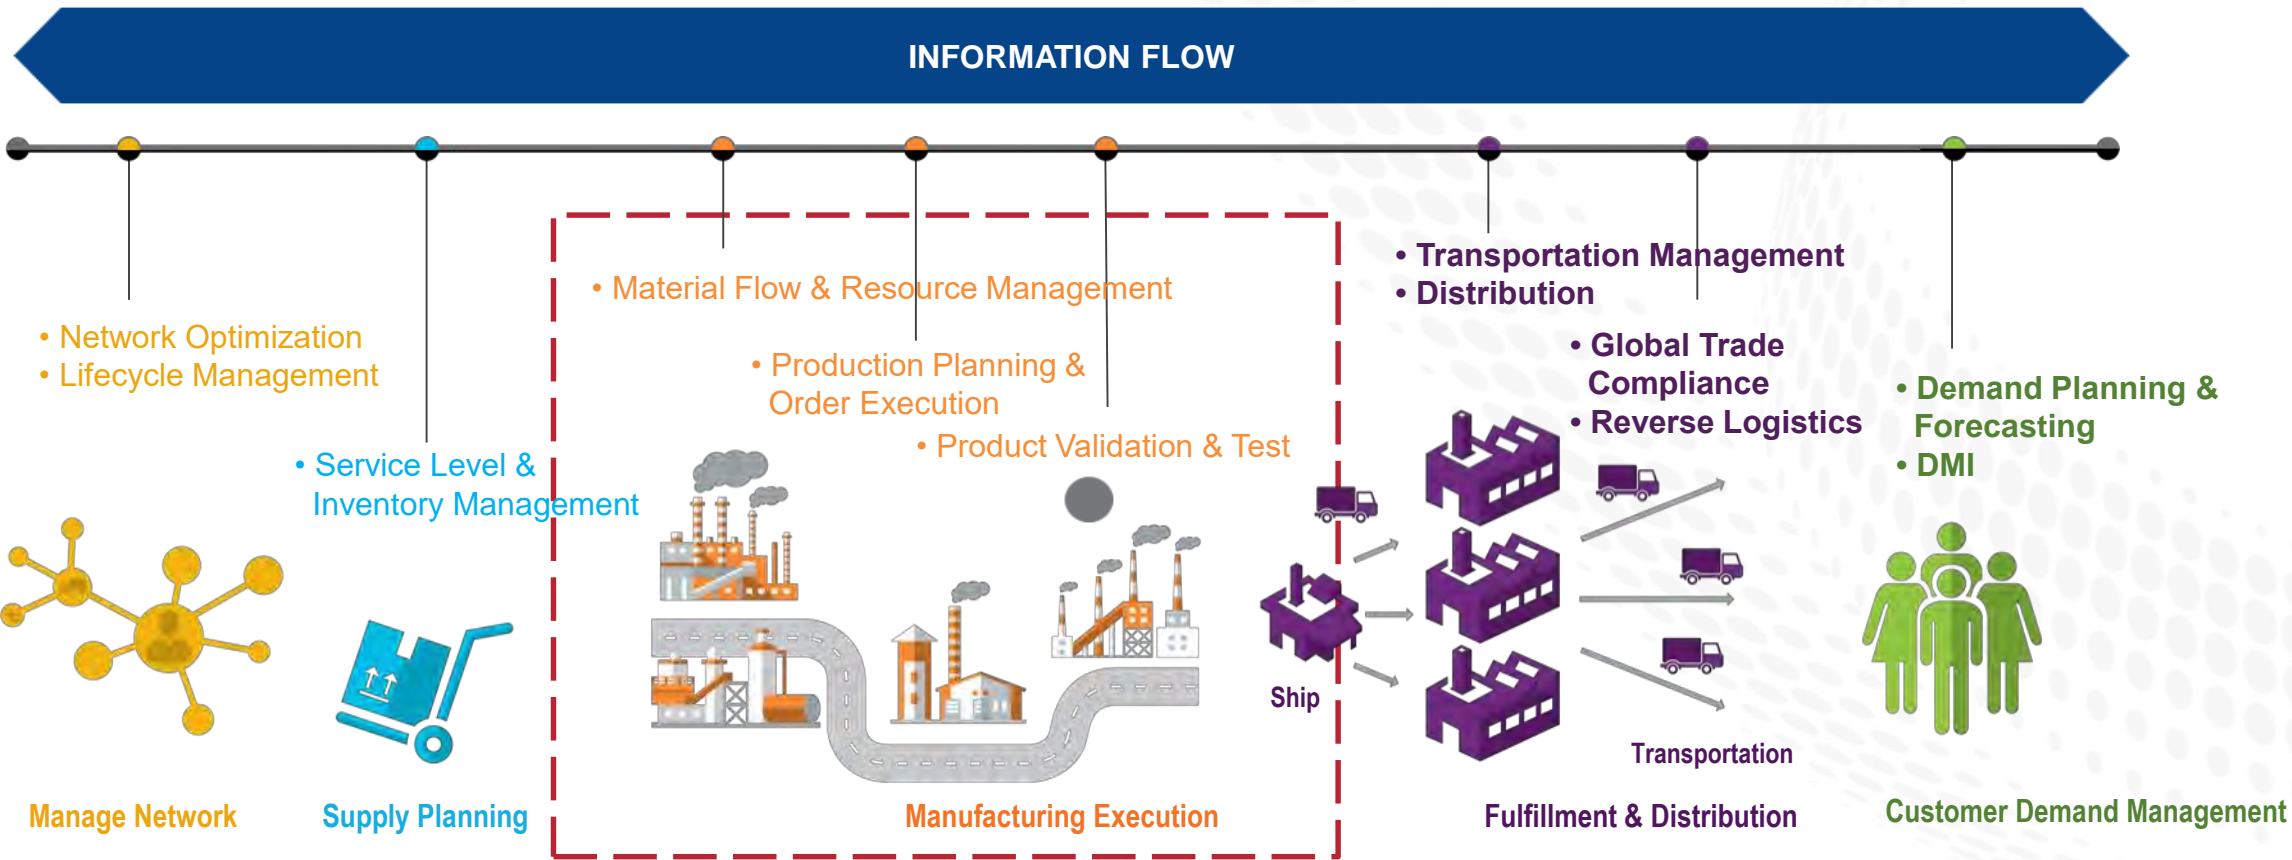 INFORMATION FLOW
• Network Optimization
• Lifecycle Management
• Service Level &
Inventory Management
• Material Flow & Resource Management
• Production Planning &
Order Execution
• Product Validation & Test
• Transportation Management
• Distribution
• Global Trade
Compliance
• Reverse Logistics
• Demand Planning &
Forecasting
• DMI
Ship
Transportation
Manage Network
Supply Planning
Manufacturing Execution
Fulfillment & Distribution
Customer Demand Management